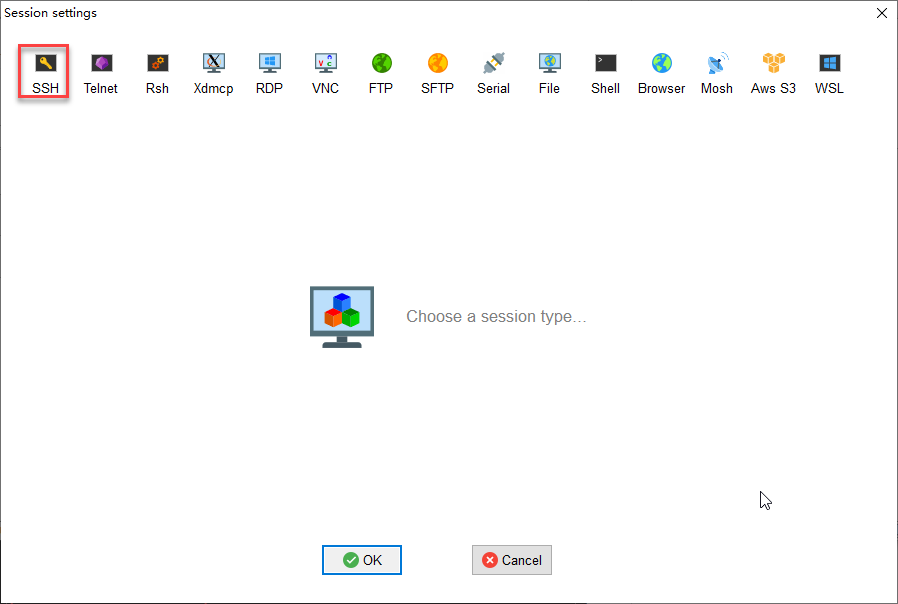 Session settings
SSH Telnet Rsh Xdmcp RDP VNC FTP SFTP Serial File Shell Browser Mosh Aws S3 WSL
Choose a session type...
OK Cancel